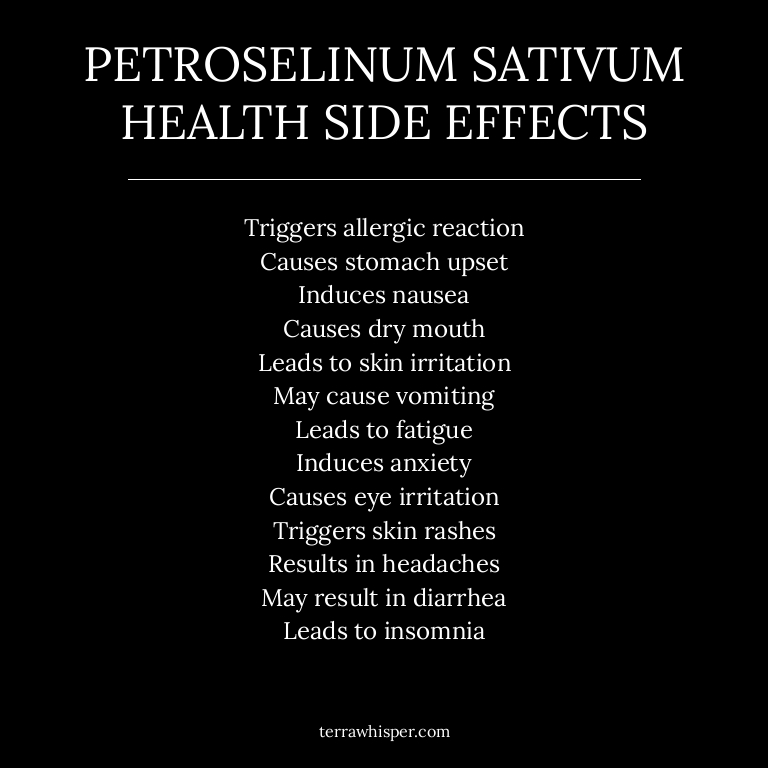 PETROSELINUM SATIVUM
HEALTH SIDE EFFECTS
Triggers allergic reaction
Causes stomach upset
Induces nausea
Causes dry mouth
Leads to skin irritation
May cause vomiting
Leads to fatigue
Induces anxiety
Causes eye irritation
Triggers skin rashes
Results in headaches
May result in diarrhea
Leads to insomnia
terrawhisper.com